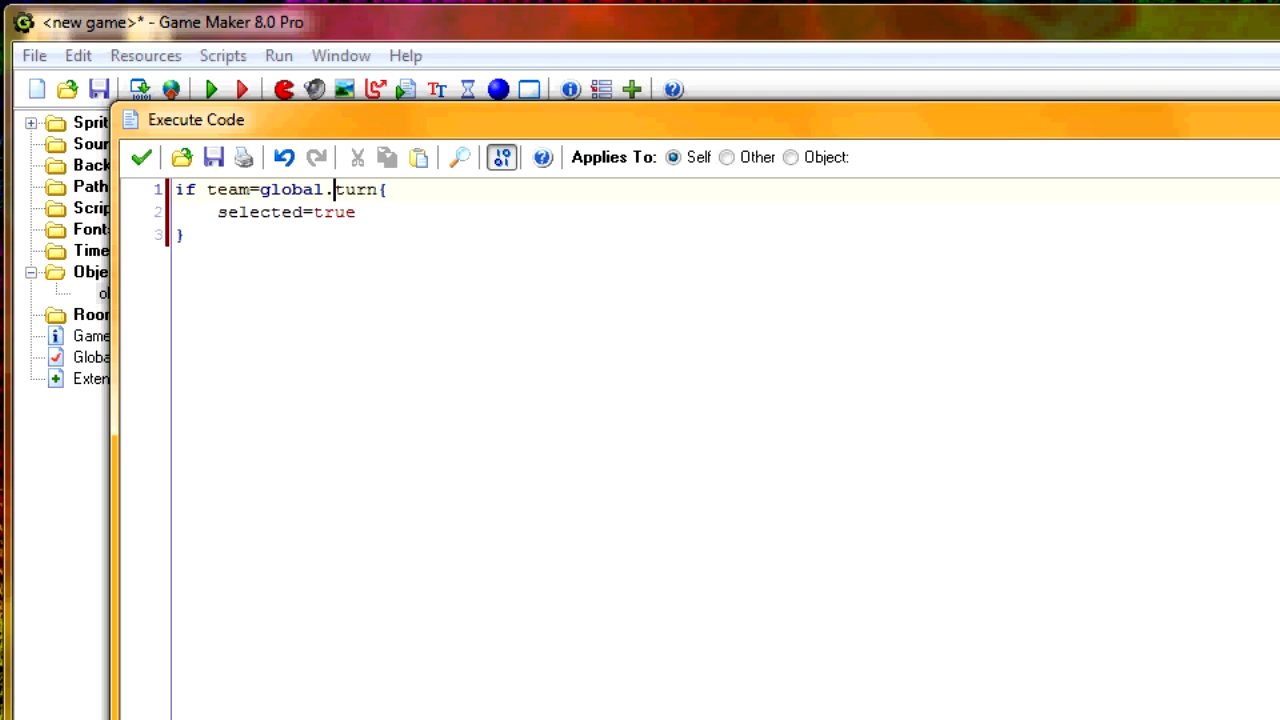 <new game>* - Game Maker 8.0 Pro
File Edit Resources Scripts Run Window Help
Execute Code
Applies To: Self Other Object:
1 if team=global.turn{
2 selected=true
3 }
Sprit
Soun
Back
Path
Scrip
Font
Time
Obje
Room
Game
Globa
Exten